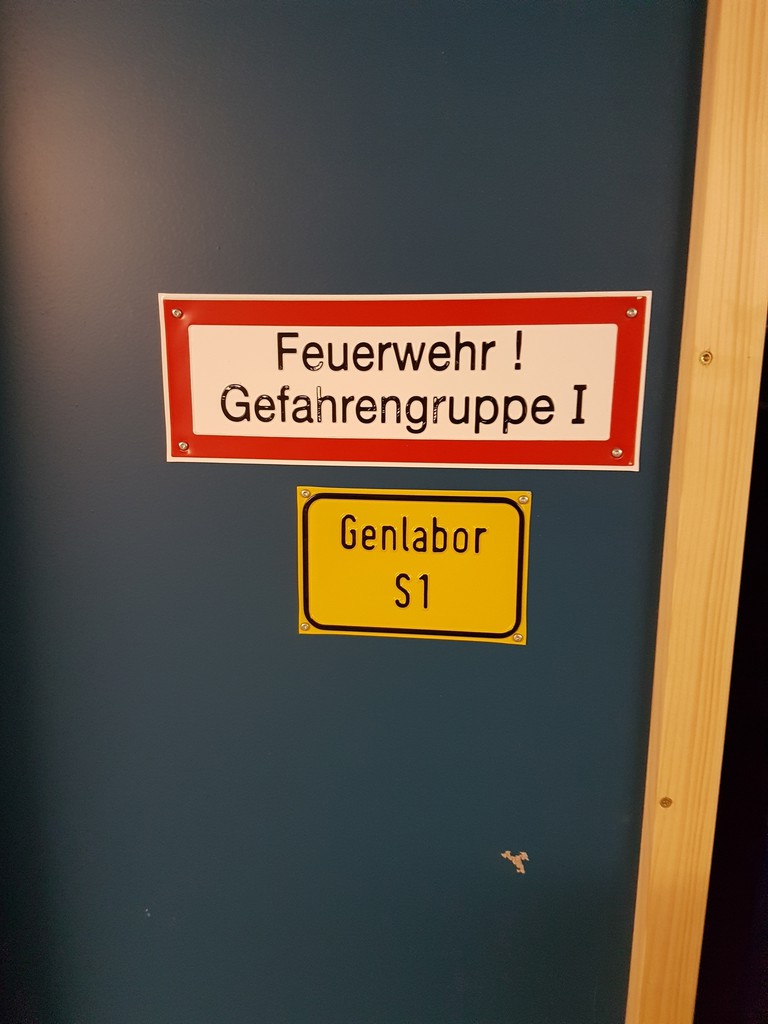 Feuerwehr !
Gefahrengruppe I
Genlabor
S1